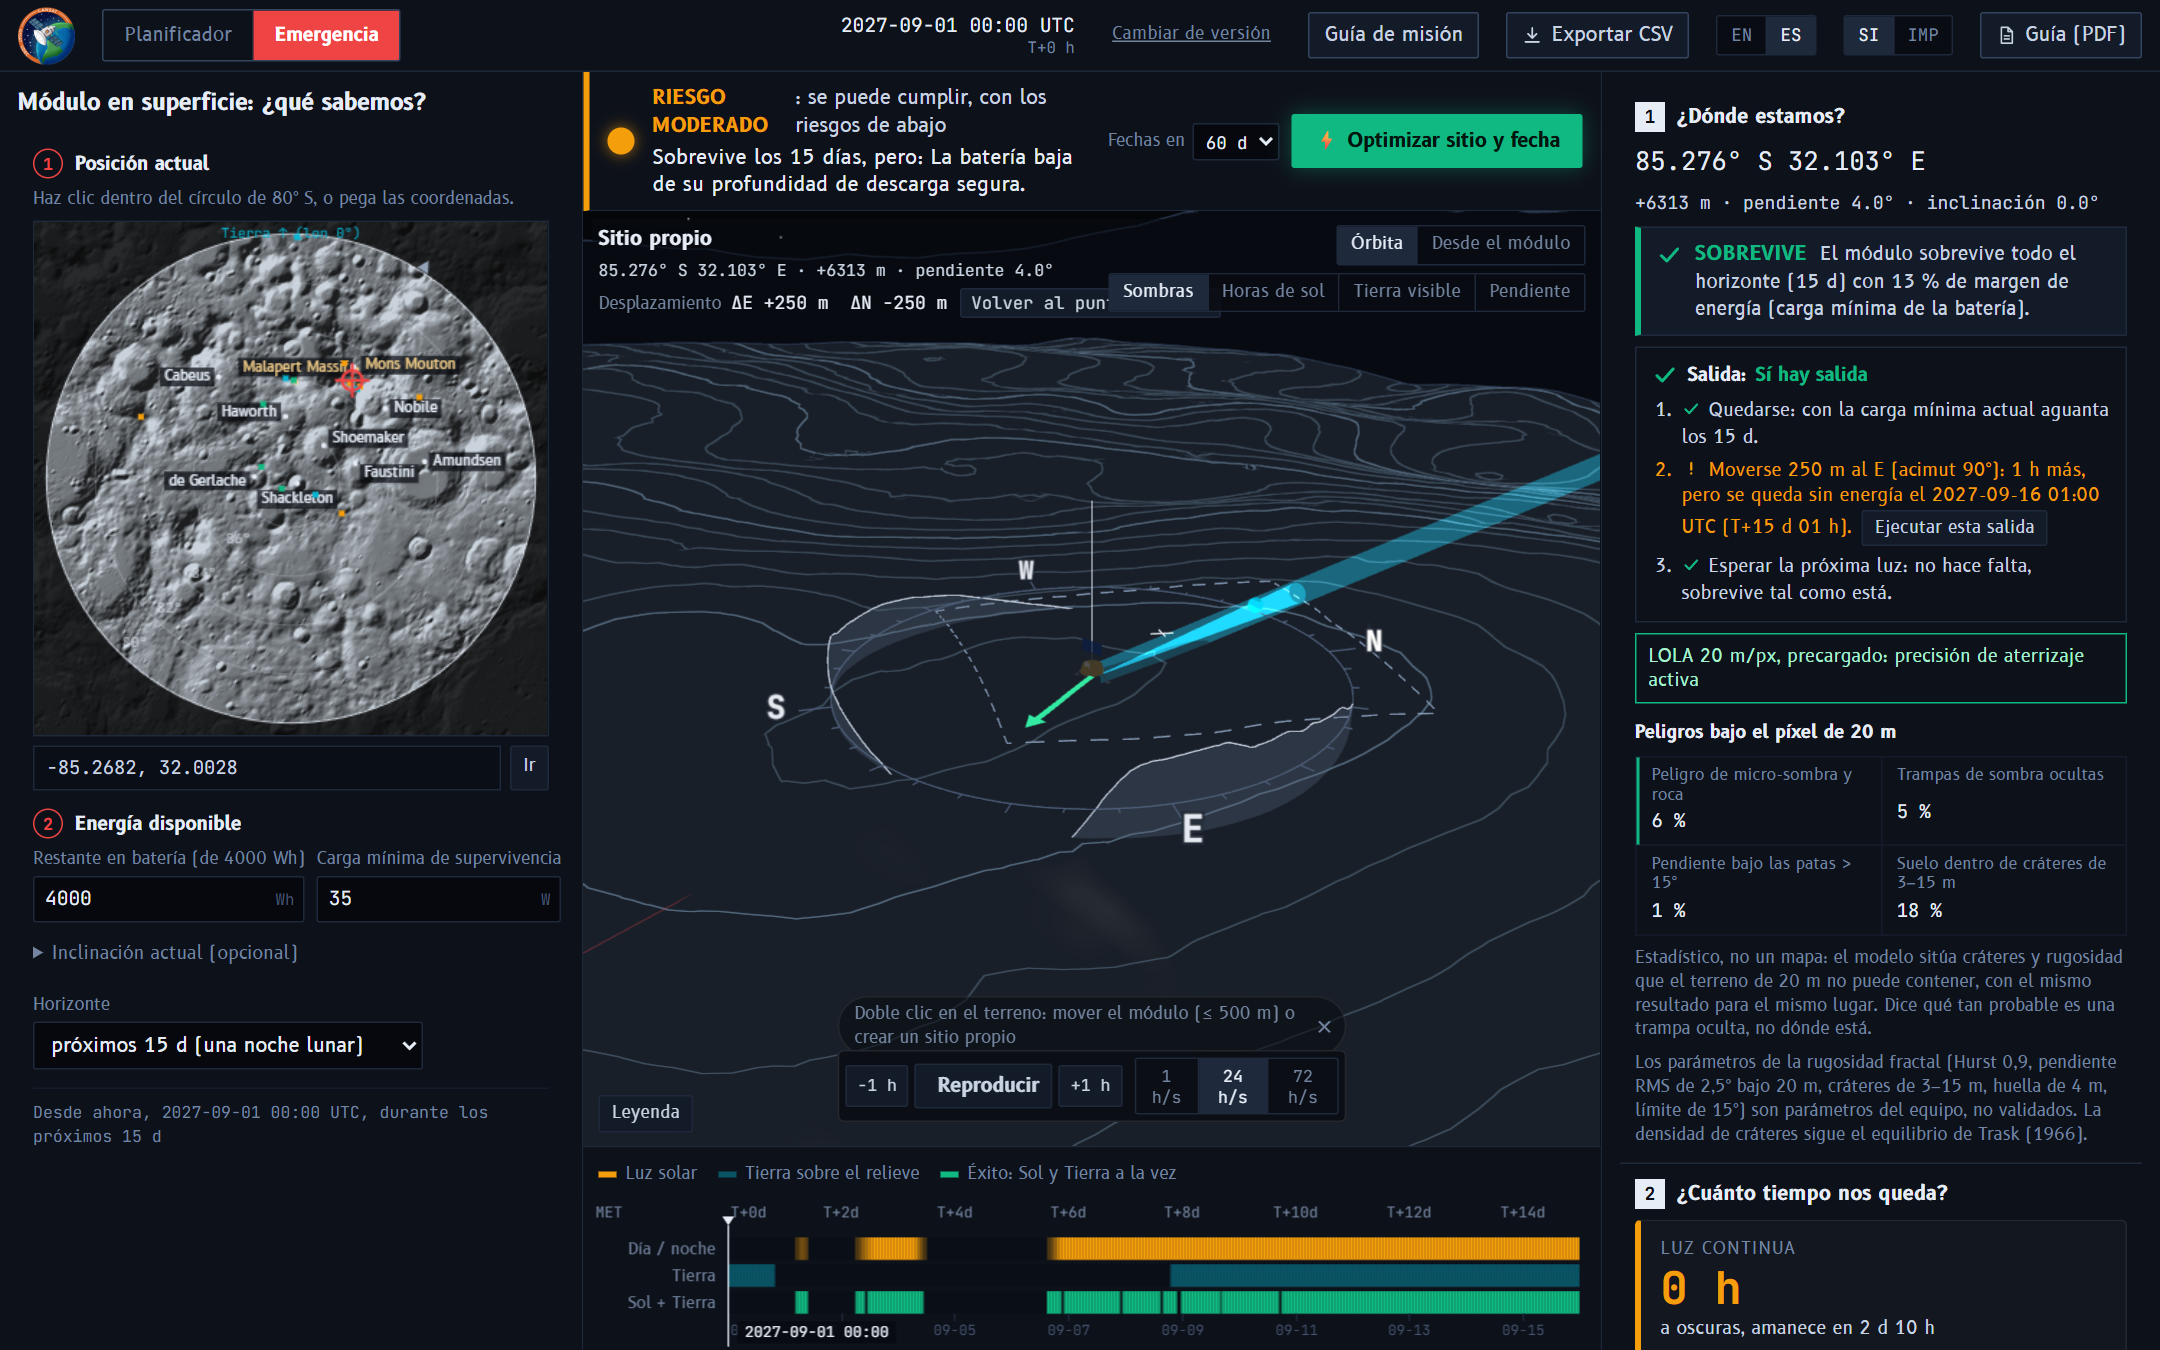 Planificador
Emergencia
2027-09-01 00:00 UTC
T+0 h
Cambiar de versión
Guía de misión
Exportar CSV
EN
ES
SI
IMP
Guía (PDF)
Módulo en superficie: ¿qué sabemos?
1 Posición actual
Haz clic dentro del círculo de 80° S, o pega las coordenadas.
Tierra ↑ (lon 0°)
Malapert Massif
Mons Mouton
Cabeus
Haworth
Nobile
Shoemaker
Amundsen
Faustini
de Gerlache
Shackleton
86°
82°
80°
-85.2682, 32.0028
Ir
2 Energía disponible
Restante en batería (de 4000 Wh)
Carga mínima de supervivencia
4000 Wh
35 W
Inclinación actual (opcional)
Horizonte
próximos 15 d (una noche lunar)
Desde ahora, 2027-09-01 00:00 UTC, durante los
próximos 15 d
RIESGO
MODERADO
: se puede cumplir, con los
riesgos de abajo
Sobrevive los 15 días, pero: La batería baja
de su profundidad de descarga segura.
Fechas en
60 d
Optimizar sitio y fecha
Sitio propio
85.276° S 32.103° E · +6313 m · pendiente 4.0°
Desplazamiento ΔE +250 m ΔN -250 m
Volver al pun
Órbita
Desde el módulo
Sombras
Horas de sol
Tierra visible
Pendiente
W
N
S
E
Doble clic en el terreno: mover el módulo (≤ 500 m) o
crear un sitio propio
-1 h
Reproducir
+1 h
1 h/s
24 h/s
72 h/s
Leyenda
Luz solar
Tierra sobre el relieve
Éxito: Sol y Tierra a la vez
MET
T+0d
T+2d
T+4d
T+6d
T+8d
T+10d
T+12d
T+14d
Día / noche
Tierra
Sol + Tierra
2027-09-01 00:00
09-05
09-07
09-09
09-11
09-13
09-15
1 ¿Dónde estamos?
85.276° S 32.103° E
+6313 m · pendiente 4.0° · inclinación 0.0°
SOBREVIVE El módulo sobrevive todo el
horizonte (15 d) con 13 % de margen de
energía (carga mínima de la batería).
Salida: Sí hay salida
1. ✓ Quedarse: con la carga mínima actual aguanta
los 15 d.
2. ! Moverse 250 m al E (acimut 90°): 1 h más,
pero se queda sin energía el 2027-09-16 01:00
UTC (T+15 d 01 h).
Ejecutar esta salida
3. ✓ Esperar la próxima luz: no hace falta,
sobrevive tal como está.
LOLA 20 m/px, precargado: precisión de aterrizaje
activa
Peligros bajo el píxel de 20 m
Peligro de micro-sombra y
roca
6 %
Trampas de sombra ocultas
5 %
Pendiente bajo las patas >
15°
1 %
Suelo dentro de cráteres de
3–15 m
18 %
Estadístico, no un mapa: el modelo sitúa cráteres y rugosidad
que el terreno de 20 m no puede contener, con el mismo
resultado para el mismo lugar. Dice qué tan probable es una
trampa oculta, no dónde está.
Los parámetros de la rugosidad fractal (Hurst 0,9, pendiente
RMS de 2,5° bajo 20 m, cráteres de 3–15 m, huella de 4 m,
límite de 15°) son parámetros del equipo, no validados. La
densidad de cráteres sigue el equilibrio de Trask (1966).
2 ¿Cuánto tiempo nos queda?
LUZ CONTINUA
0 h
a oscuras, amanece en 2 d 10 h